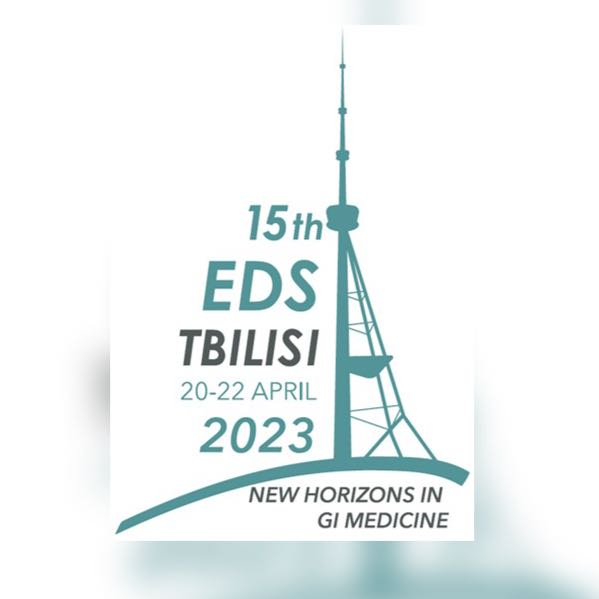 15th
EDS
TBILISI
20-22 APRIL
2023
NEW HORIZONS IN
GI MEDICINE